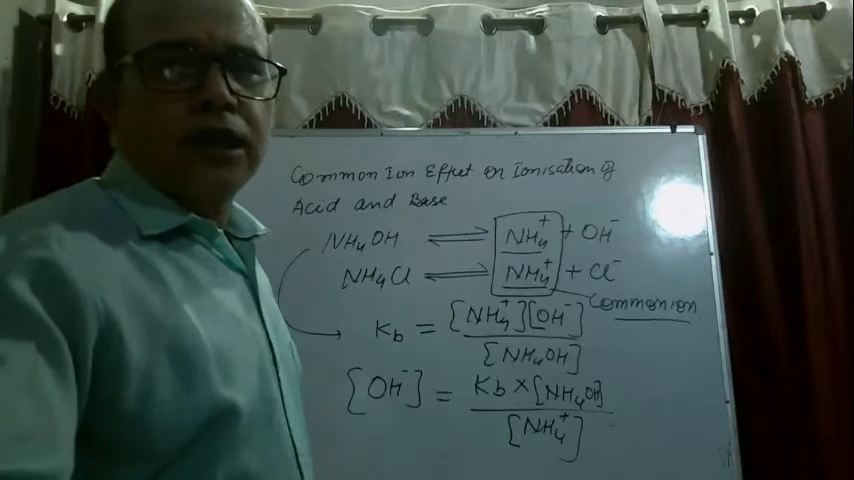 Common Ion Effect on Ionisation of
Acid and Base
NH₄OH ⇌ NH₄⁺ + OH⁻
NH₄Cl ⇌ NH₄⁺ + Cl⁻
Common ion
Kb = [NH₄⁺][OH⁻] / [NH₄OH]
[OH⁻] = Kb × [NH₄OH] / [NH₄⁺]